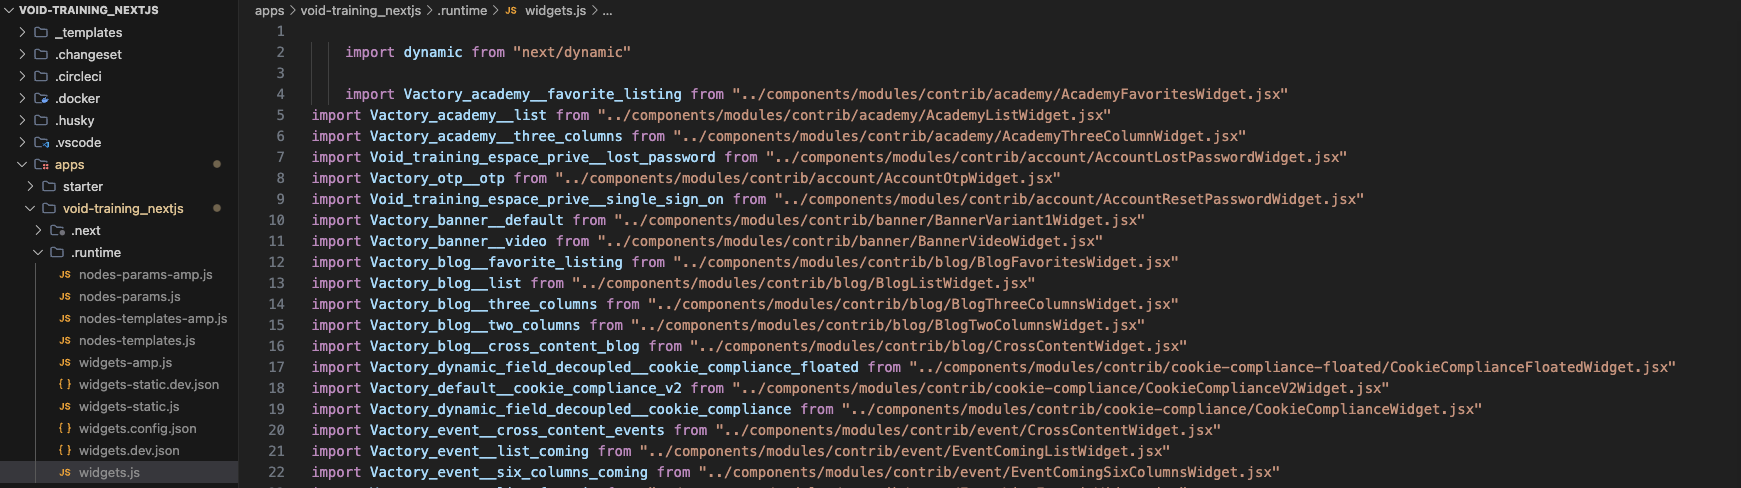 VOID-TRAINING_NEXTJS
_templates
.changeset
.circleci
.docker
.husky
.vscode
apps
starter
void-training_nextjs
.next
.runtime
JS nodes-params-amp.js
JS nodes-params.js
JS nodes-templates-amp.js
JS nodes-templates.js
JS widgets-amp.js
{ } widgets-static.dev.json
JS widgets-static.js
{ } widgets.config.json
{ } widgets.dev.json
JS widgets.js
apps > void-training_nextjs > .runtime > JS widgets.js > ...
1
2 import dynamic from "next/dynamic"
3
4 import Vactory_academy__favorite_listing from "../components/modules/contrib/academy/AcademyFavoritesWidget.jsx"
5 import Vactory_academy__list from "../components/modules/contrib/academy/AcademyListWidget.jsx"
6 import Vactory_academy__three_columns from "../components/modules/contrib/academy/AcademyThreeColumnWidget.jsx"
7 import Void_training_espace_prive__lost_password from "../components/modules/contrib/account/AccountLostPasswordWidget.jsx"
8 import Vactory_otp__otp from "../components/modules/contrib/account/AccountOtpWidget.jsx"
9 import Void_training_espace_prive__single_sign_on from "../components/modules/contrib/account/AccountResetPasswordWidget.jsx"
10 import Vactory_banner__default from "../components/modules/contrib/banner/BannerVariant1Widget.jsx"
11 import Vactory_banner__video from "../components/modules/contrib/banner/BannerVideoWidget.jsx"
12 import Vactory_blog__favorite_listing from "../components/modules/contrib/blog/BlogFavoritesWidget.jsx"
13 import Vactory_blog__list from "../components/modules/contrib/blog/BlogListWidget.jsx"
14 import Vactory_blog__three_columns from "../components/modules/contrib/blog/BlogThreeColumnsWidget.jsx"
15 import Vactory_blog__two_columns from "../components/modules/contrib/blog/BlogTwoColumnsWidget.jsx"
16 import Vactory_blog__cross_content_blog from "../components/modules/contrib/blog/CrossContentWidget.jsx"
17 import Vactory_dynamic_field_decoupled__cookie_compliance_floated from "../components/modules/contrib/cookie-compliance-floated/CookieComplianceFloatedWidget.jsx"
18 import Vactory_default__cookie_compliance_v2 from "../components/modules/contrib/cookie-compliance/CookieComplianceV2Widget.jsx"
19 import Vactory_dynamic_field_decoupled__cookie_compliance from "../components/modules/contrib/cookie-compliance/CookieComplianceWidget.jsx"
20 import Vactory_event__cross_content_events from "../components/modules/contrib/event/CrossContentWidget.jsx"
21 import Vactory_event__list_coming from "../components/modules/contrib/event/EventComingListWidget.jsx"
22 import Vactory_event__six_columns_coming from "../components/modules/contrib/event/EventComingSixColumnsWidget.jsx"